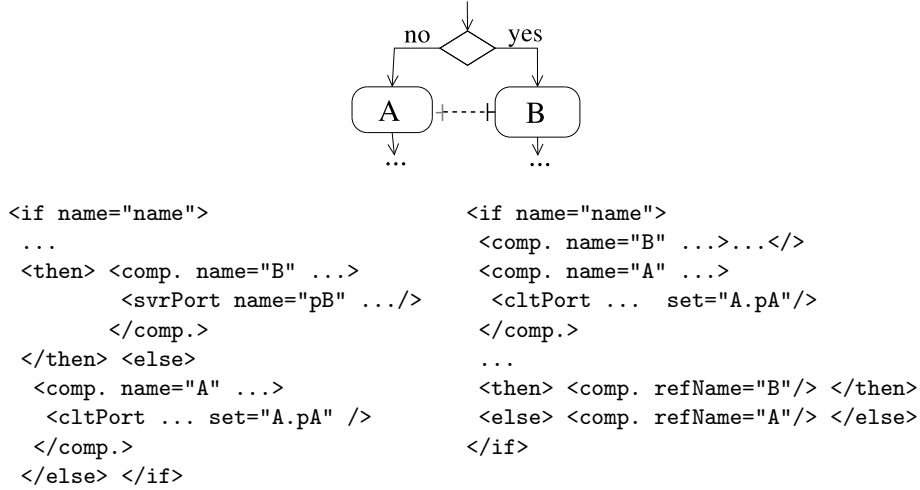 no yes
A B
... ...
<if name="name">
 ...
 <then> <comp. name="B" ...>
         <svrPort name="pB" .../>
        </comp.>
 </then> <else>
  <comp. name="A" ...>
   <cltPort ... set="A.pA" />
  </comp.>
 </else> </if>
<if name="name">
 <comp. name="B" ...>...</>
 <comp. name="A" ...>
  <cltPort ...  set="A.pA"/>
 </comp.>
 ...
 <then> <comp. refName="B"/> </then>
 <else> <comp. refName="A"/> </else>
</if>